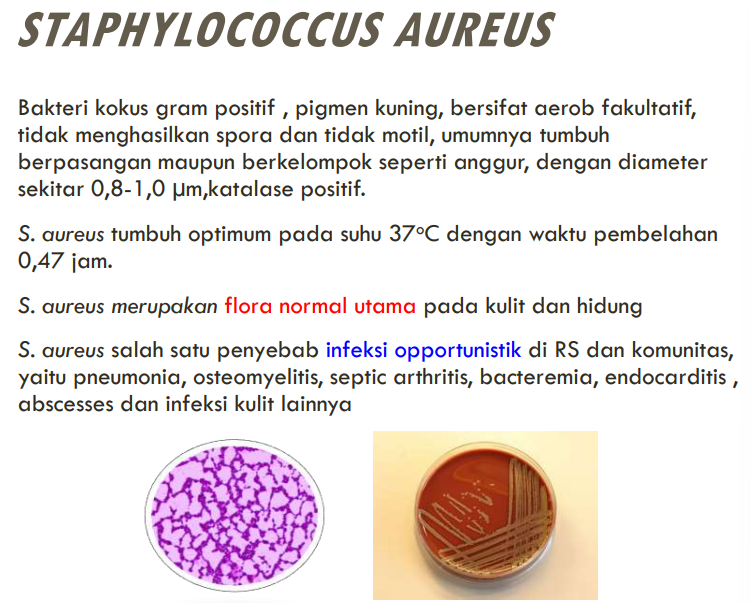 STAPHYLOCOCCUS AUREUS
Bakteri kokus gram positif , pigmen kuning, bersifat aerob fakultatif,
tidak menghasilkan spora dan tidak motil, umumnya tumbuh
berpasangan maupun berkelompok seperti anggur, dengan diameter
sekitar 0,8-1,0 µm,katalase positif.
S. aureus tumbuh optimum pada suhu 37°C dengan waktu pembelahan
0,47 jam.
S. aureus merupakan flora normal utama pada kulit dan hidung
S. aureus salah satu penyebab infeksi opportunistik di RS dan komunitas,
yaitu pneumonia, osteomyelitis, septic arthritis, bacteremia, endocarditis ,
abscesses dan infeksi kulit lainnya